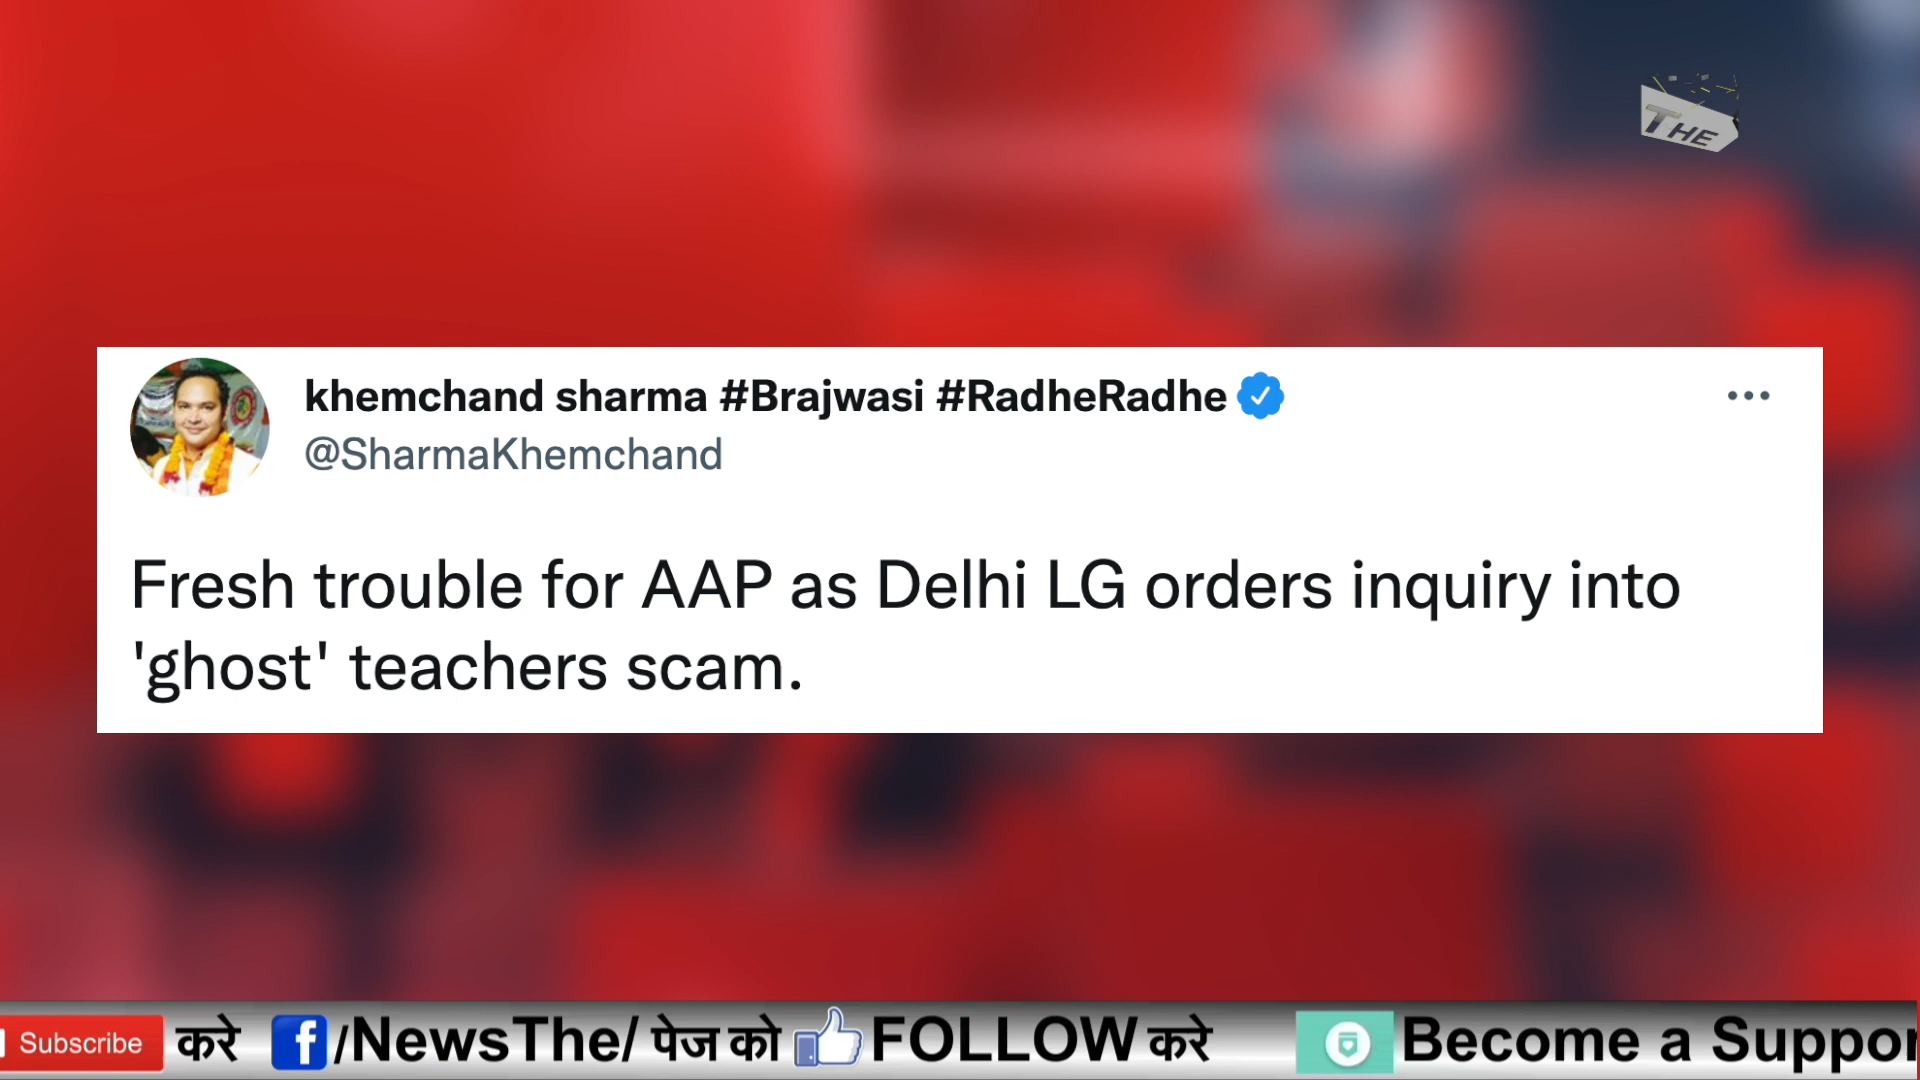 THE
khemchand sharma #Brajwasi #RadheRadhe
@SharmaKhemchand
Fresh trouble for AAP as Delhi LG orders inquiry into
'ghost' teachers scam.
Subscribe करे f/NewsThe/ पेज को FOLLOW करे Become a Suppor